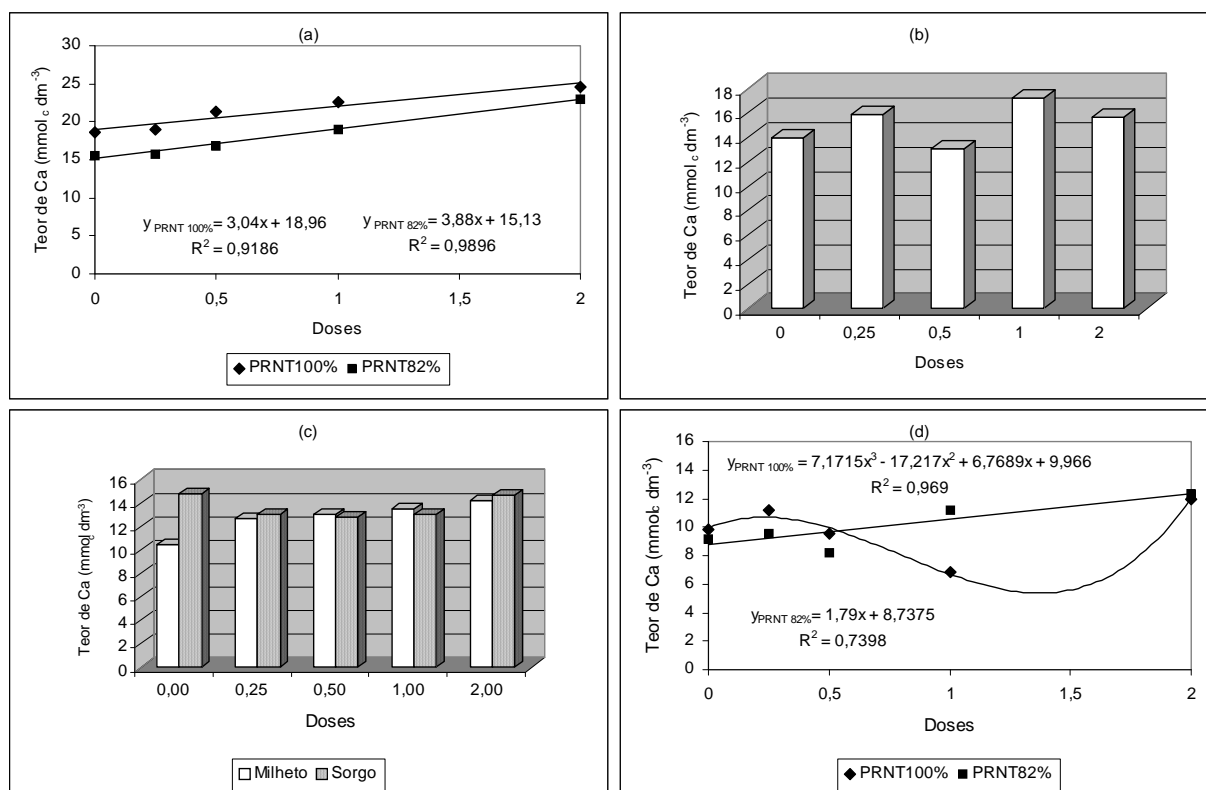 (a)
30
25
20
15
10
5
0
Teor de Ca (mmol c dm-3)
y PRNT 100% = 3,04x + 18,96
R2 = 0,9186
y PRNT 82% = 3,88x + 15,13
R2 = 0,9896
0 0,5 1 1,5 2
Doses
PRNT100% PRNT82%
(b)
18
16
14
12
10
8
6
4
2
0
Teor de Ca (mmol c dm-3)
0 0,25 0,5 1 2
Doses
(c)
16
14
12
10
8
6
4
2
0
Teor de Ca (mmolc dm-3)
0,00 0,25 0,50 1,00 2,00
Doses
Milheto Sorgo
(d)
16
14
12
10
8
6
4
2
0
Teor de Ca (mmolc dm-3)
yPRNT 100% = 7,1715x3 - 17,217x2 + 6,7689x + 9,966
R2 = 0,969
yPRNT 82% = 1,79x + 8,7375
R2 = 0,7398
0 0,5 1 1,5 2
Doses
PRNT100% PRNT82%